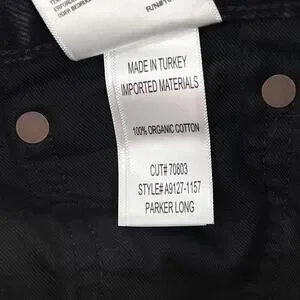 MADE IN TURKEY
IMPORTED MATERIALS
100% ORGANIC COTTON
CUT# 70803
STYLE# A9127-1157
PARKER LONG